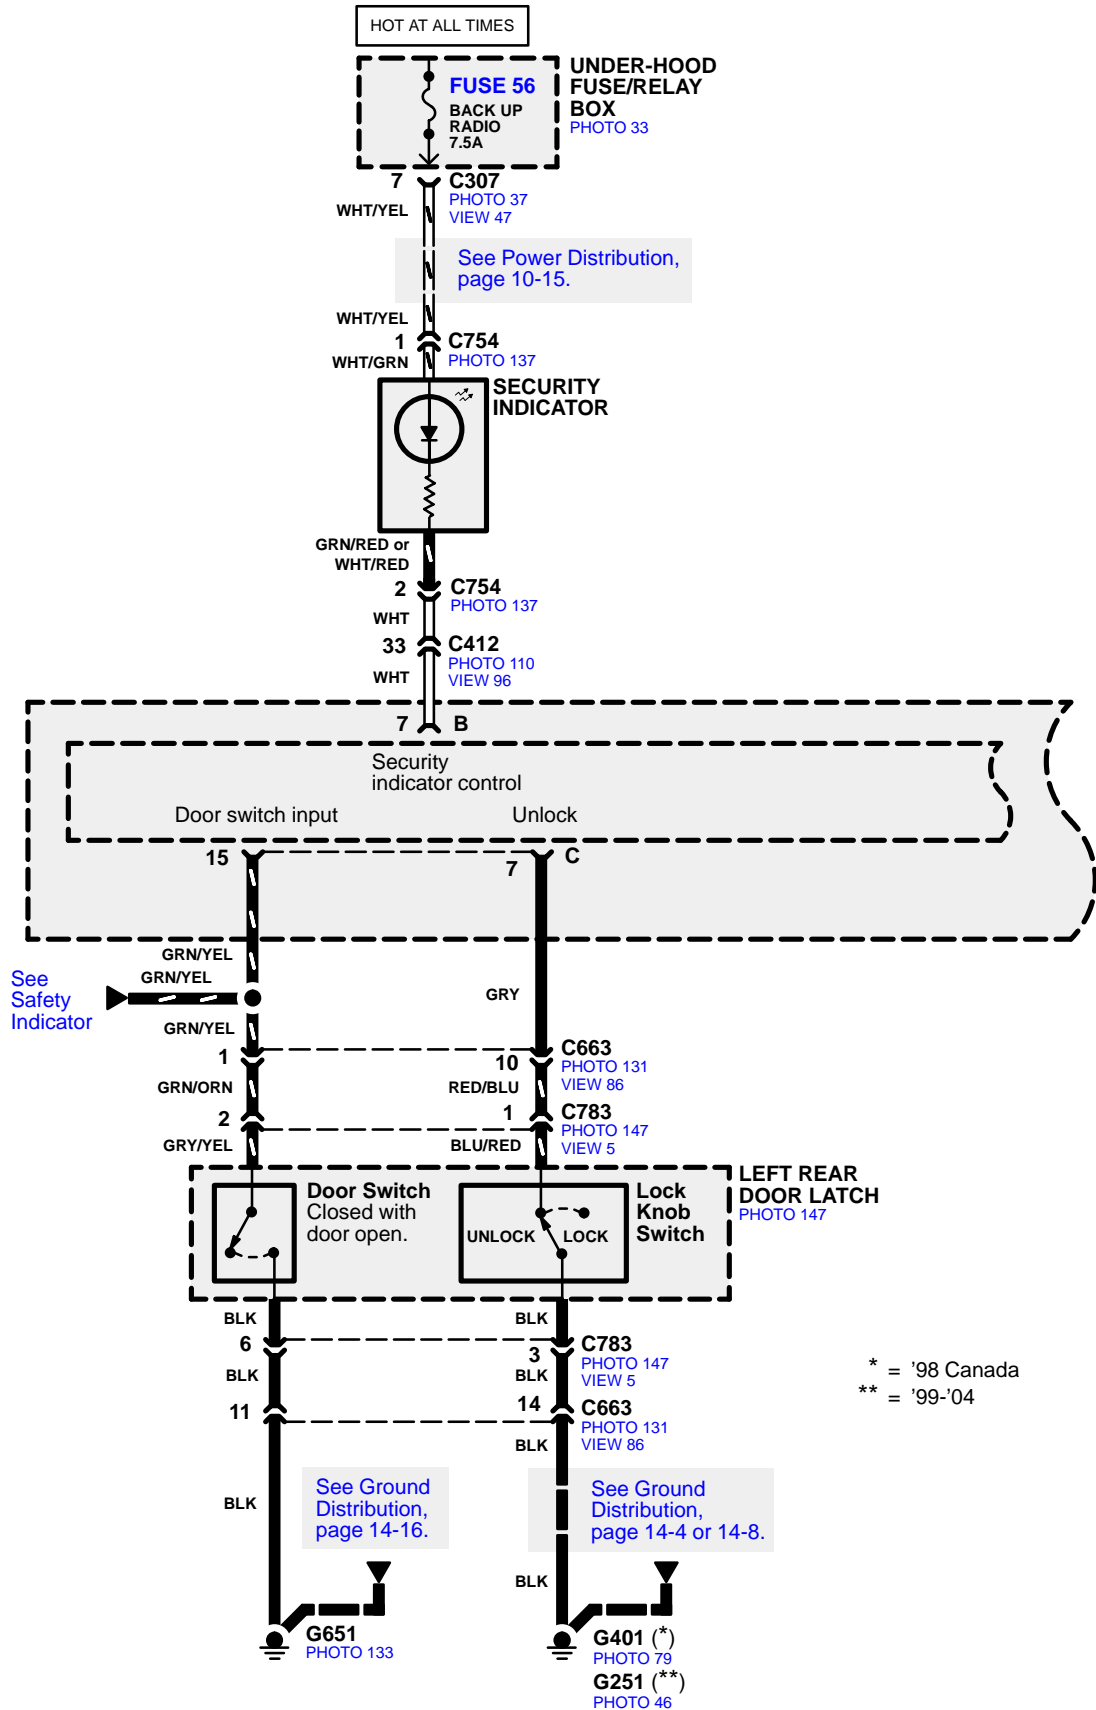 HOT AT ALL TIMES
FUSE 56
BACK UP
RADIO
7.5A
UNDER-HOOD
FUSE/RELAY
BOX
PHOTO 33
7
C307
PHOTO 37
VIEW 47
WHT/YEL
See Power Distribution,
page 10-15.
WHT/YEL
1
C754
PHOTO 137
WHT/GRN
SECURITY
INDICATOR
GRN/RED or
WHT/RED
2
C754
PHOTO 137
WHT
33
C412
PHOTO 110
VIEW 96
WHT
7
B
Security
indicator control
Door switch input
Unlock
15
7
C
GRN/YEL
GRN/YEL
See
Safety
Indicator
GRN/YEL
GRY
1
10
C663
PHOTO 131
VIEW 86
GRN/ORN
RED/BLU
2
1
C783
PHOTO 147
VIEW 5
GRY/YEL
BLU/RED
Door Switch
Closed with
door open.
UNLOCK
LOCK
Lock
Knob
Switch
LEFT REAR
DOOR LATCH
PHOTO 147
BLK
BLK
6
3
C783
PHOTO 147
VIEW 5
BLK
BLK
11
14
C663
PHOTO 131
VIEW 86
BLK
* = '98 Canada
** = '99-'04
BLK
See Ground
Distribution,
page 14-16.
See Ground
Distribution,
page 14-4 or 14-8.
BLK
G651
PHOTO 133
G401 (*)
PHOTO 79
G251 (**)
PHOTO 46